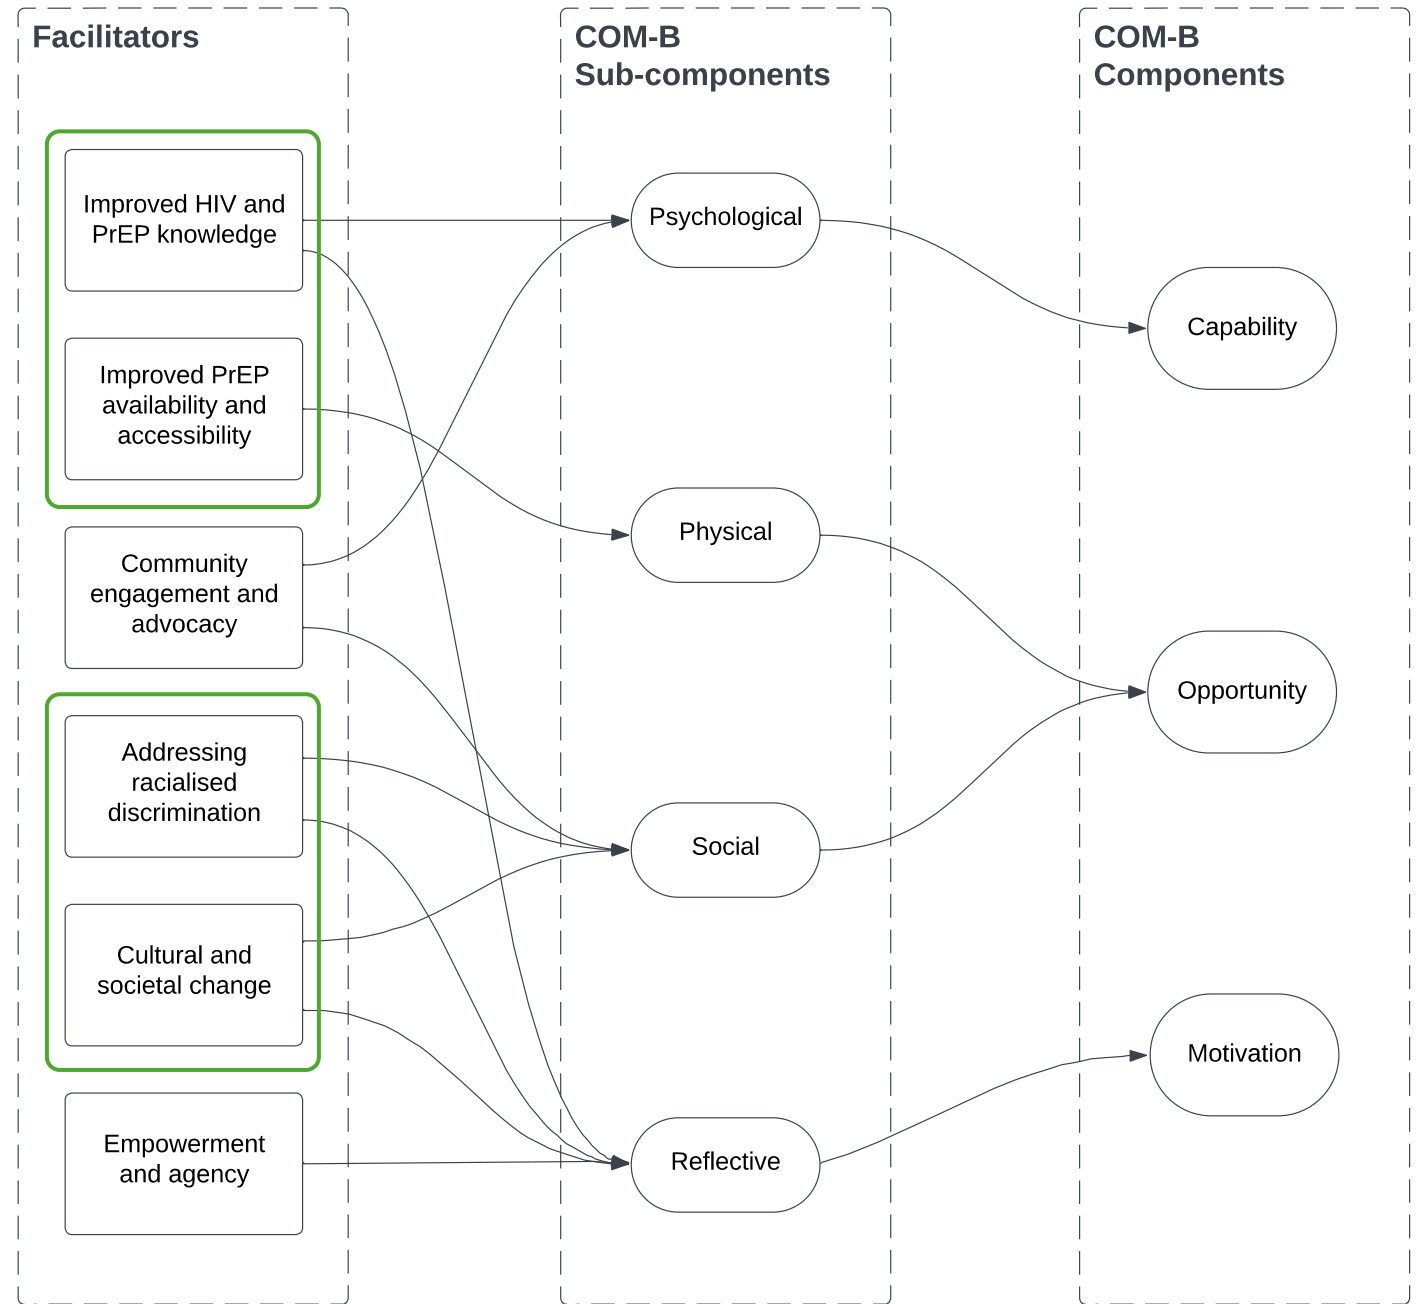 Facilitators
Improved HIV and
PrEP knowledge
Improved PrEP
availability and
accessibility
Community
engagement and
advocacy
Addressing
racialised
discrimination
Cultural and
societal change
Empowerment
and agency
COM-B
Sub-components
Psychological
Physical
Social
Reflective
COM-B
Components
Capability
Opportunity
Motivation